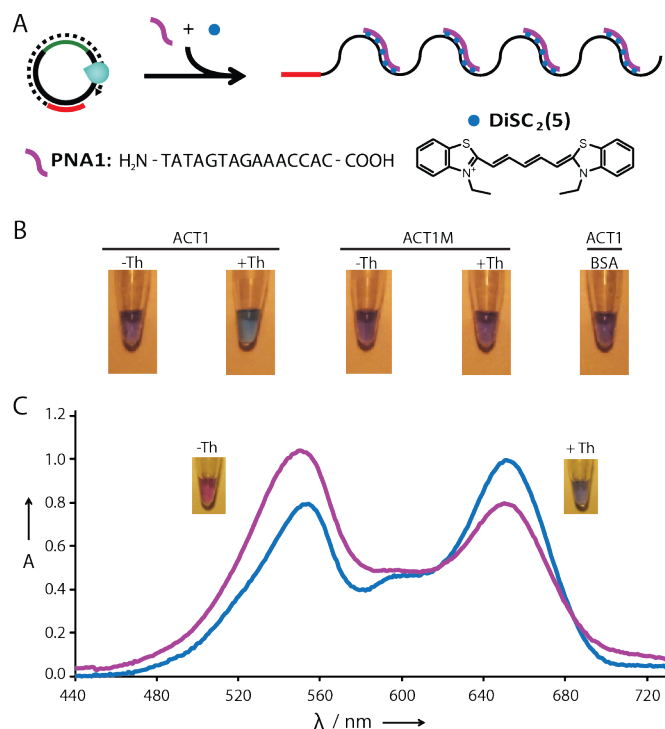 A
+
DiSC₂(5)
PNA1: H₂N - TATAGTAGAAACCAC - COOH
S
S
N⁺
N
B
ACT1
ACT1M
ACT1
-Th
+Th
-Th
+Th
BSA
C
1.2
-Th
+ Th
1.0
0.8
A
0.6
0.4
0.2
0.0
440
480
520
560
600
640
680
720
λ / nm